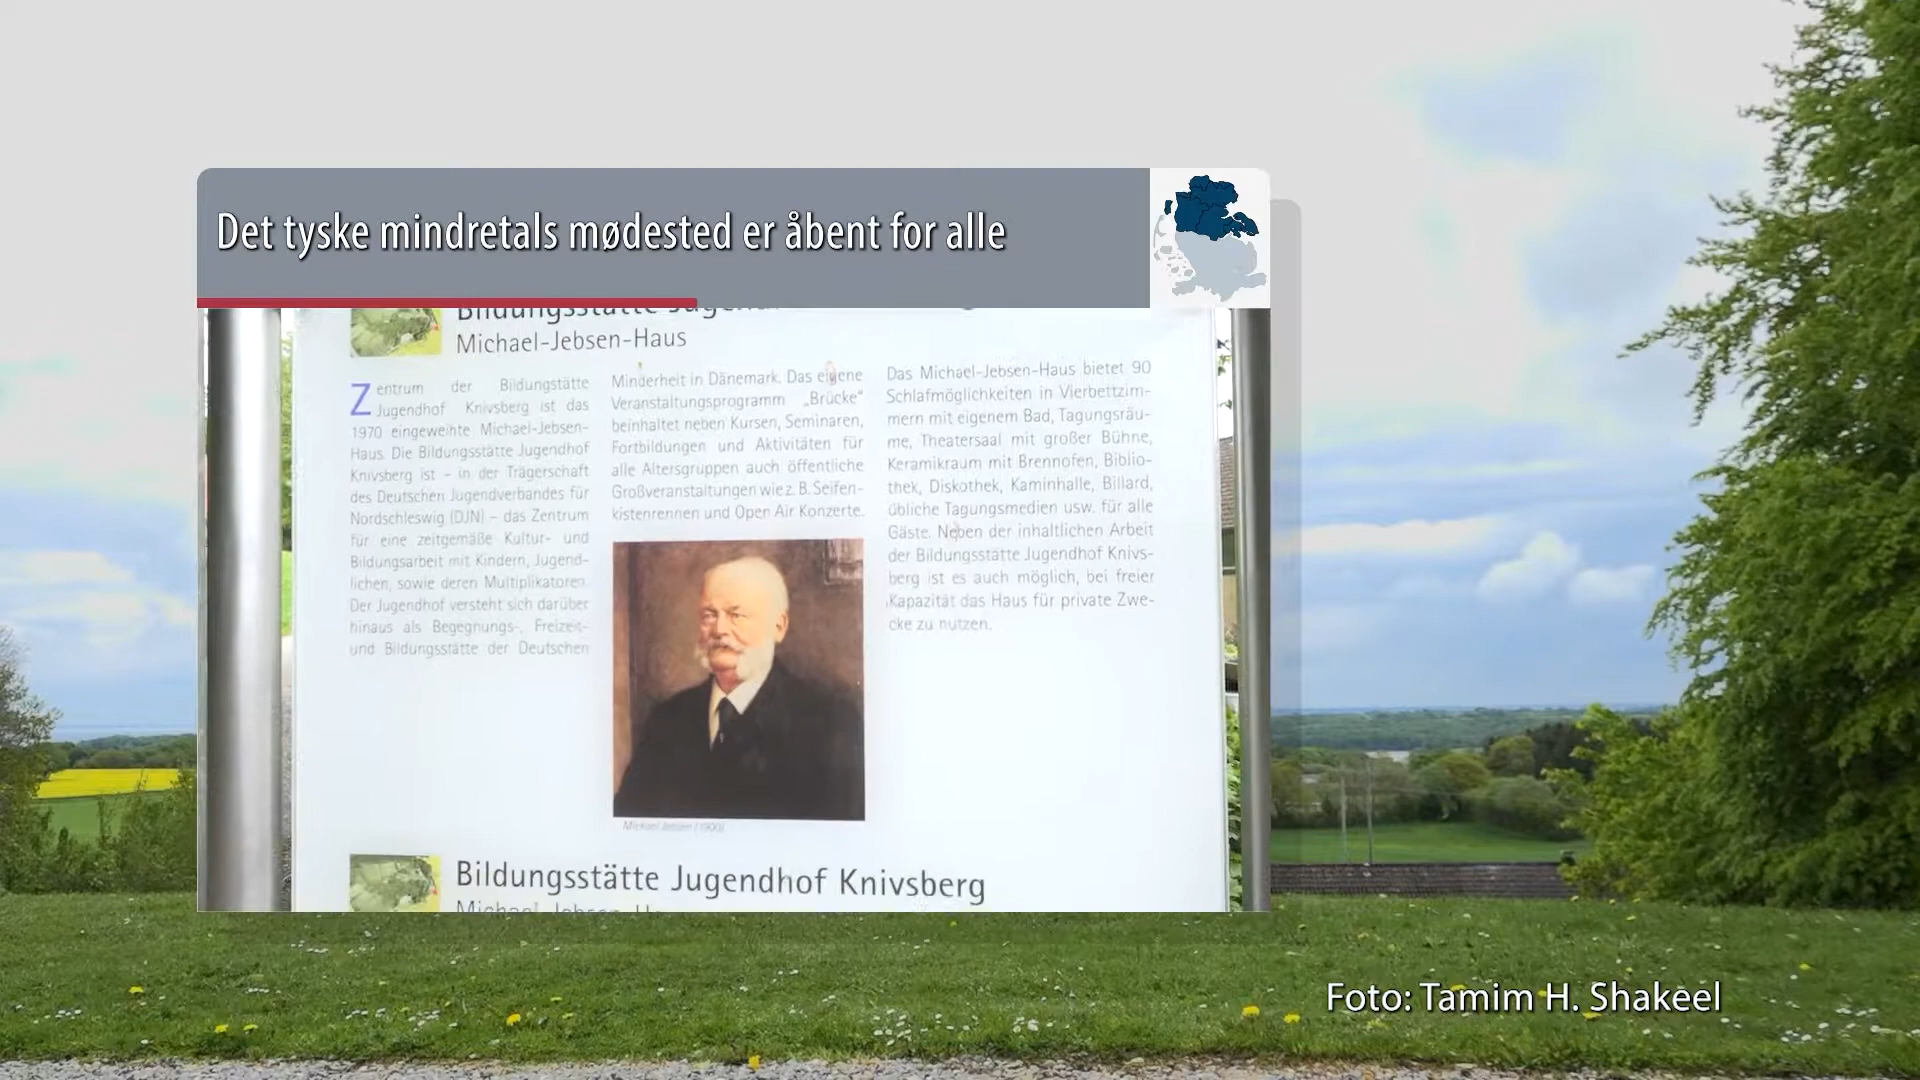 Det tyske mindretals mødested er åbent for alle
Bildungsstätte
Michael-Jebsen-Haus
Zentrum der Bildungstätte
Jugendhof Knivsberg ist das
1970 eingeweihte Michael-Jebsen-
Haus. Die Bildungsstätte Jugendhof
Knivsberg ist – in der Trägerschaft
des Deutschen Jugendverbandes für
Nordschleswig (DJN) – das Zentrum
für eine zeitgemäße Kultur- und
Bildungsarbeit mit Kindern, Jugend-
lichen, sowie deren Multiplikatoren.
Der Jugendhof versteht sich darüber
hinaus als Begegnungs-, Freizeit-
und Bildungsstätte der Deutschen
Minderheit in Dänemark. Das eigene
Veranstaltungsprogramm „Brücke“
beinhaltet neben Kursen, Seminaren,
Fortbildungen und Aktivitäten für
alle Altersgruppen auch öffentliche
Großveranstaltungen wie z. B. Seifen-
kistenrennen und Open Air Konzerte.
Michael Jebsen (1900)
Das Michael-Jebsen-Haus bietet 90
Schlafmöglichkeiten in Vierbettzim-
mern mit eigenem Bad, Tagungsräu-
me, Theatersaal mit großer Bühne,
Keramikraum mit Brennofen, Biblio-
thek, Diskothek, Kaminhalle, Billard,
übliche Tagungsmedien usw. für alle
Gäste. Neben der inhaltlichen Arbeit
der Bildungsstätte Jugendhof Knivs-
berg ist es auch möglich, bei freier
Kapazität das Haus für private Zwe-
cke zu nutzen.
Bildungsstätte Jugendhof Knivsberg
Foto: Tamim H. Shakeel